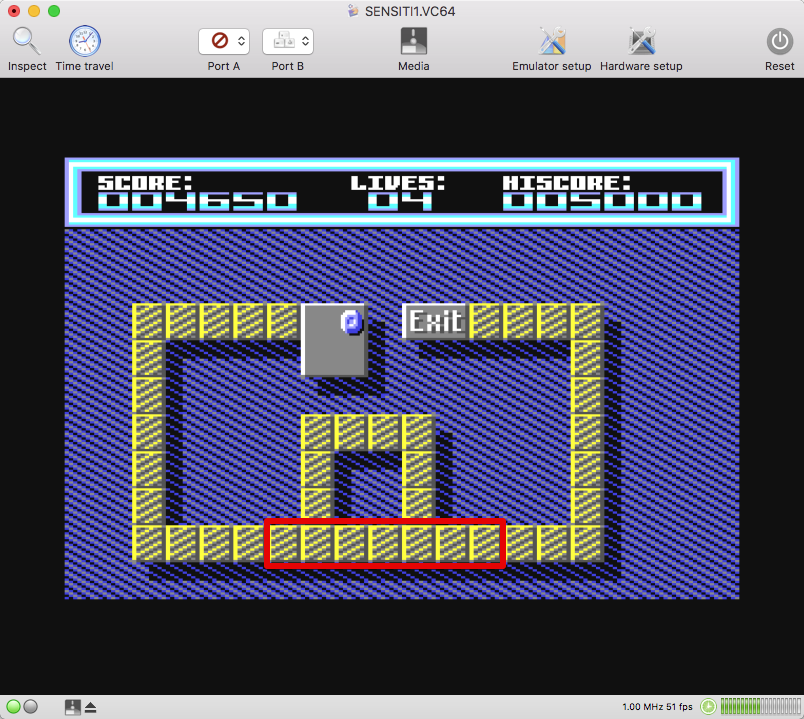 SENSITI1.VC64
Inspect Time travel Port A Port B Media Emulator setup Hardware setup Reset
SCORE: LIVES: HISCORE:
004650 04 005000
Exit
1.00 MHz 51 fps